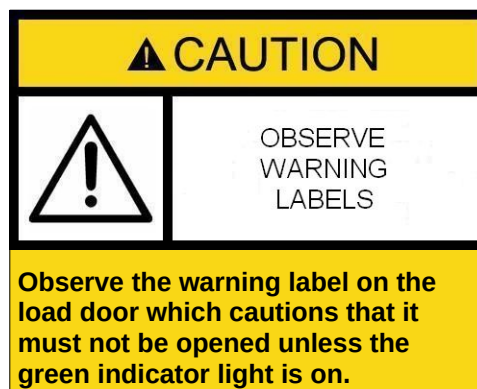 CAUTION
OBSERVE
WARNING
LABELS
Observe the warning label on the
load door which cautions that it
must not be opened unless the
green indicator light is on.